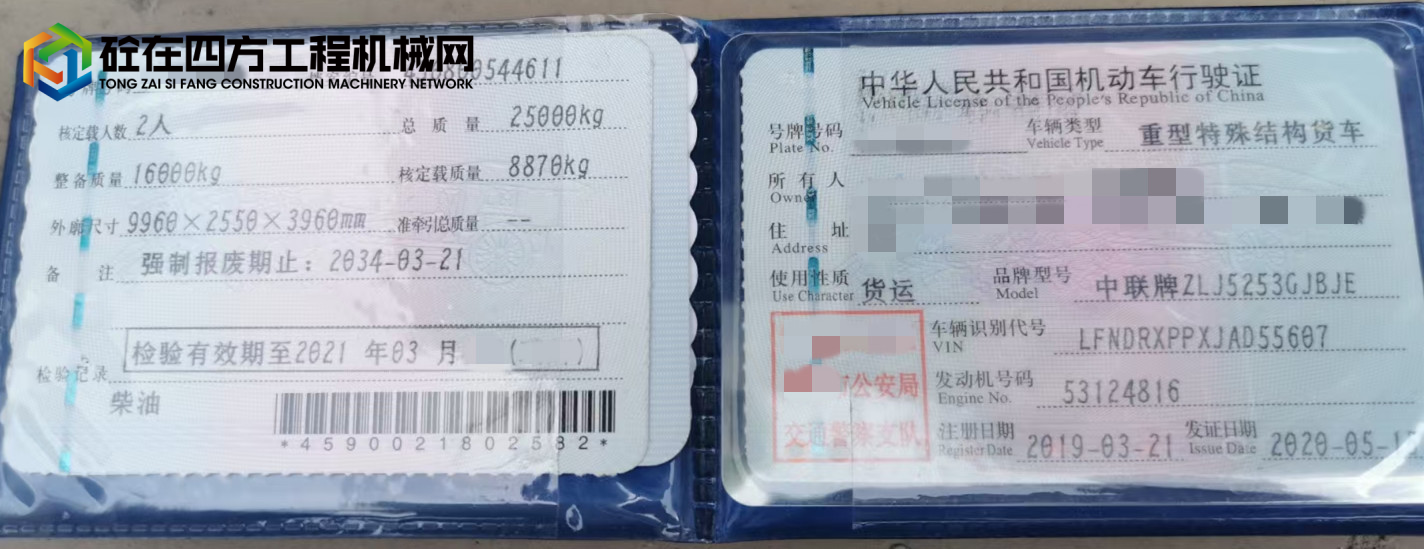 砼在四方工程机械网
TONG ZAI SI FANG CONSTRUCTION MACHINERY NETWORK
核定载人数 2人 总质量 25000kg
整备质量 16000kg 核定载质量 8870kg
外廓尺寸 9960×2550×3960mm 准牵引总质量 --
备注 强制报废期止: 2034-03-21
检验有效期至2021 年03 月
检验记录
柴油
*4590021802582*
中华人民共和国机动车行驶证
Vehicle License of the People's Republic of China
号牌号码 车辆类型 重型特殊结构货车
Plate No. Vehicle Type
所有人
Owner
住址
Address
使用性质 货运 品牌型号 中联牌ZLJ5253GJBJE
Use Character Model
车辆识别代号 LFNDRXPPXJAD55607
VIN
公安局
交通警察支队
发动机号码 53124816
Engine No.
注册日期 2019-03-21 发证日期 2020-05-1
Register Date Issue Date